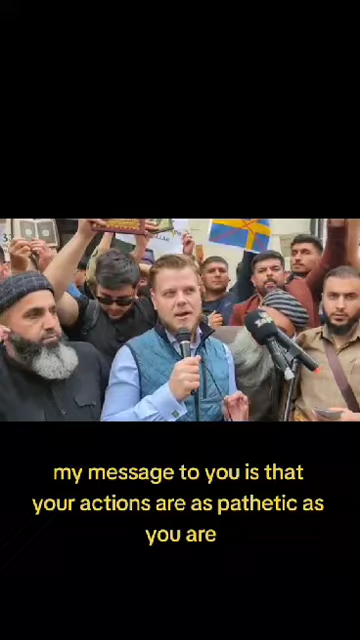 my message to you is that
your actions are as pathetic as
you are